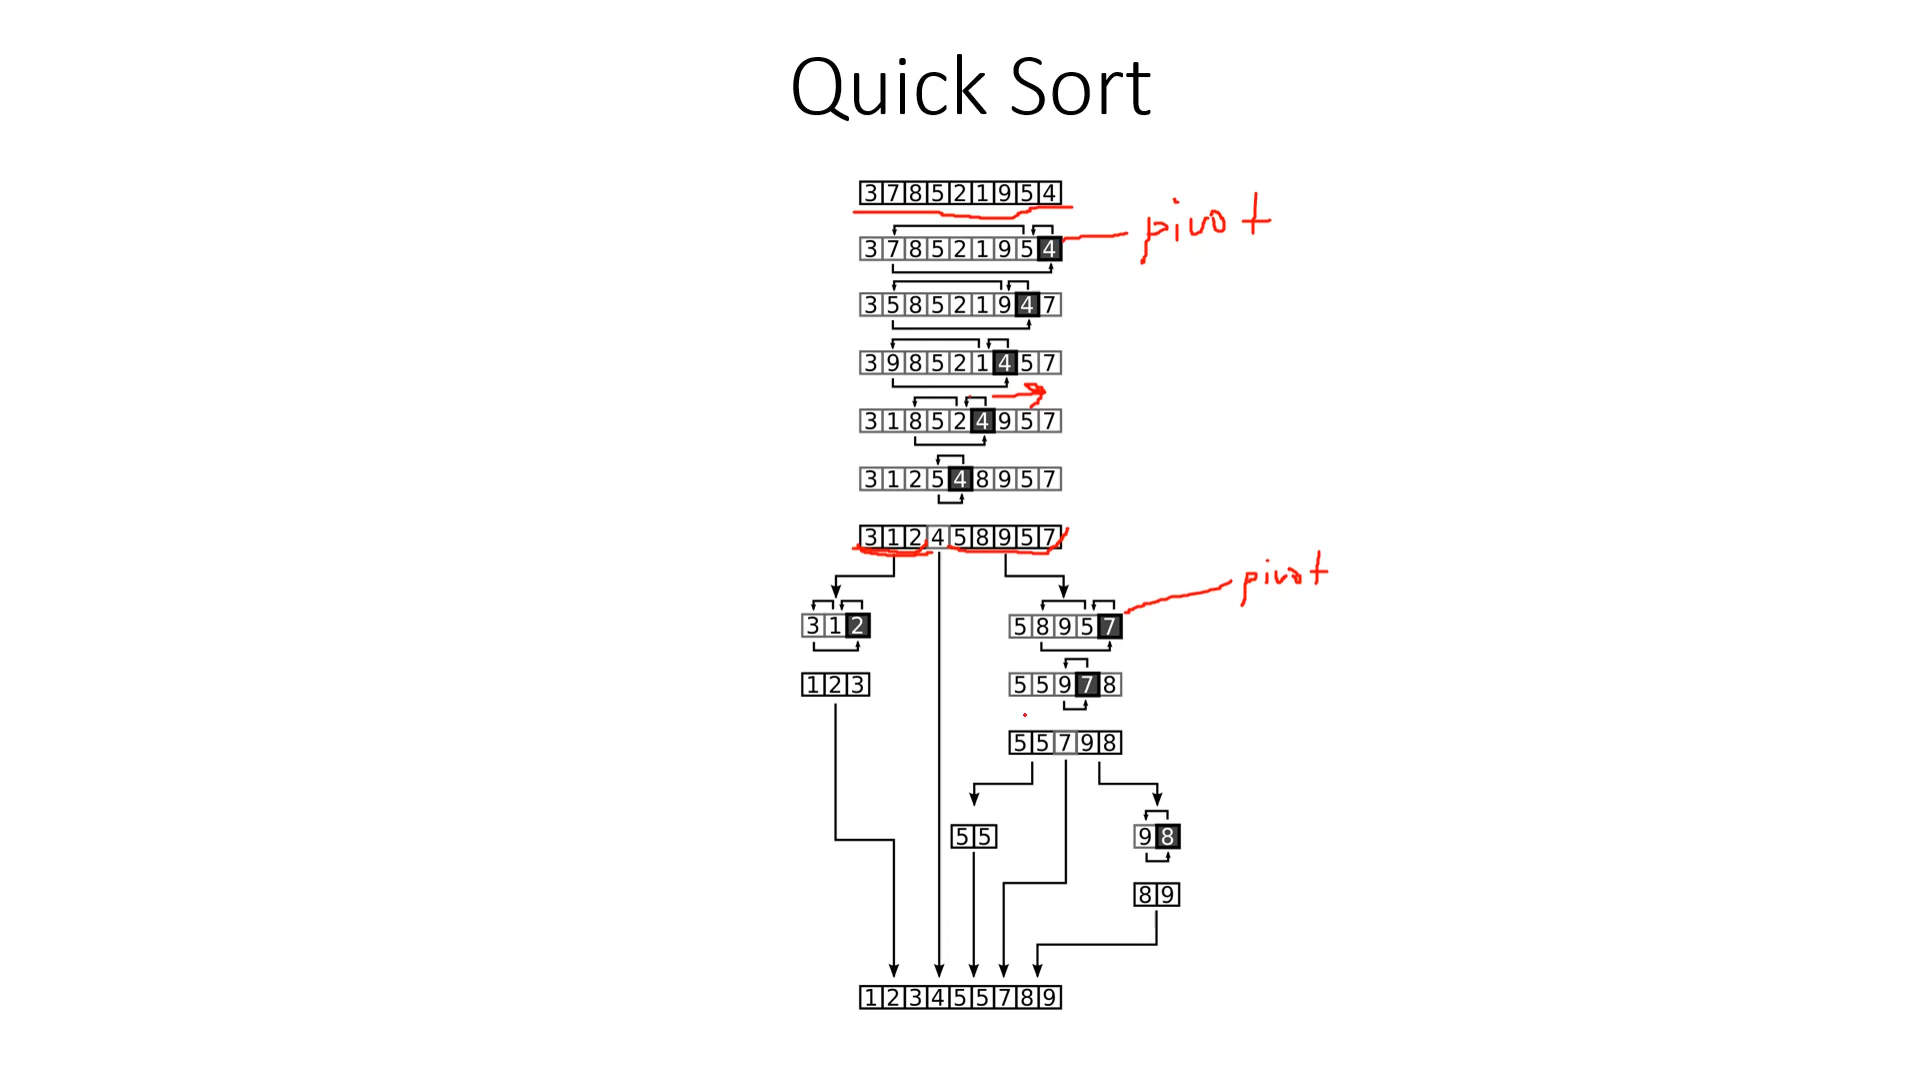 Quick Sort
3 7 8 5 2 1 9 5 4
pivot
3 7 8 5 2 1 9 5 4
3 5 8 5 2 1 9 4 7
3 9 8 5 2 1 4 5 7
3 1 8 5 2 4 9 5 7
3 1 2 5 4 8 9 5 7
3 1 2 4 5 8 9 5 7
pivot
3 1 2
5 8 9 5 7
1 2 3
5 5 9 7 8
5 5 7 9 8
5 5
9 8
8 9
1 2 3 4 5 5 7 8 9